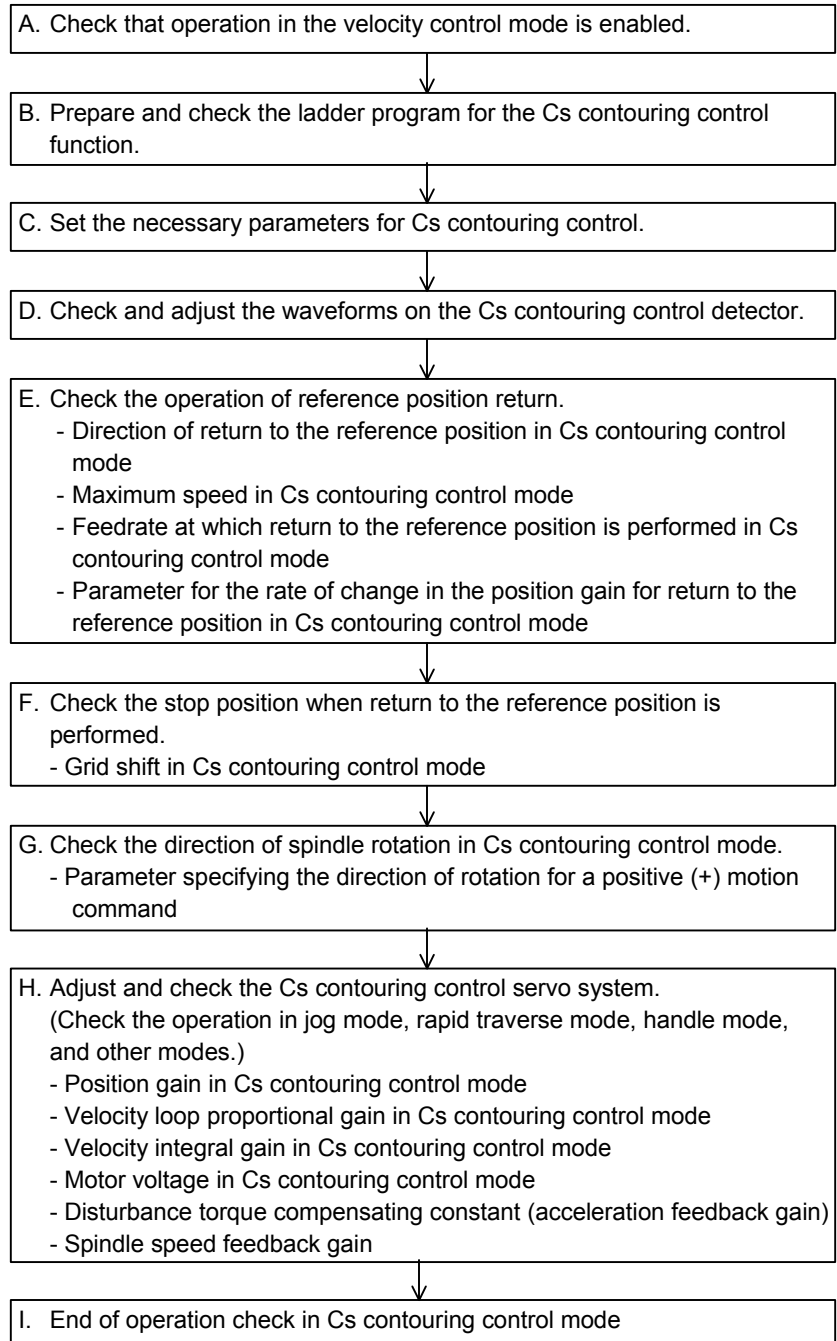 A. Check that operation in the velocity control mode is enabled.
B. Prepare and check the ladder program for the Cs contouring control
function.
C. Set the necessary parameters for Cs contouring control.
D. Check and adjust the waveforms on the Cs contouring control detector.
E. Check the operation of reference position return.
- Direction of return to the reference position in Cs contouring control
mode
- Maximum speed in Cs contouring control mode
- Feedrate at which return to the reference position is performed in Cs
contouring control mode
- Parameter for the rate of change in the position gain for return to the
reference position in Cs contouring control mode
F. Check the stop position when return to the reference position is
performed.
- Grid shift in Cs contouring control mode
G. Check the direction of spindle rotation in Cs contouring control mode.
- Parameter specifying the direction of rotation for a positive (+) motion
command
H. Adjust and check the Cs contouring control servo system.
(Check the operation in jog mode, rapid traverse mode, handle mode,
and other modes.)
- Position gain in Cs contouring control mode
- Velocity loop proportional gain in Cs contouring control mode
- Velocity integral gain in Cs contouring control mode
- Motor voltage in Cs contouring control mode
- Disturbance torque compensating constant (acceleration feedback gain)
- Spindle speed feedback gain
I. End of operation check in Cs contouring control mode